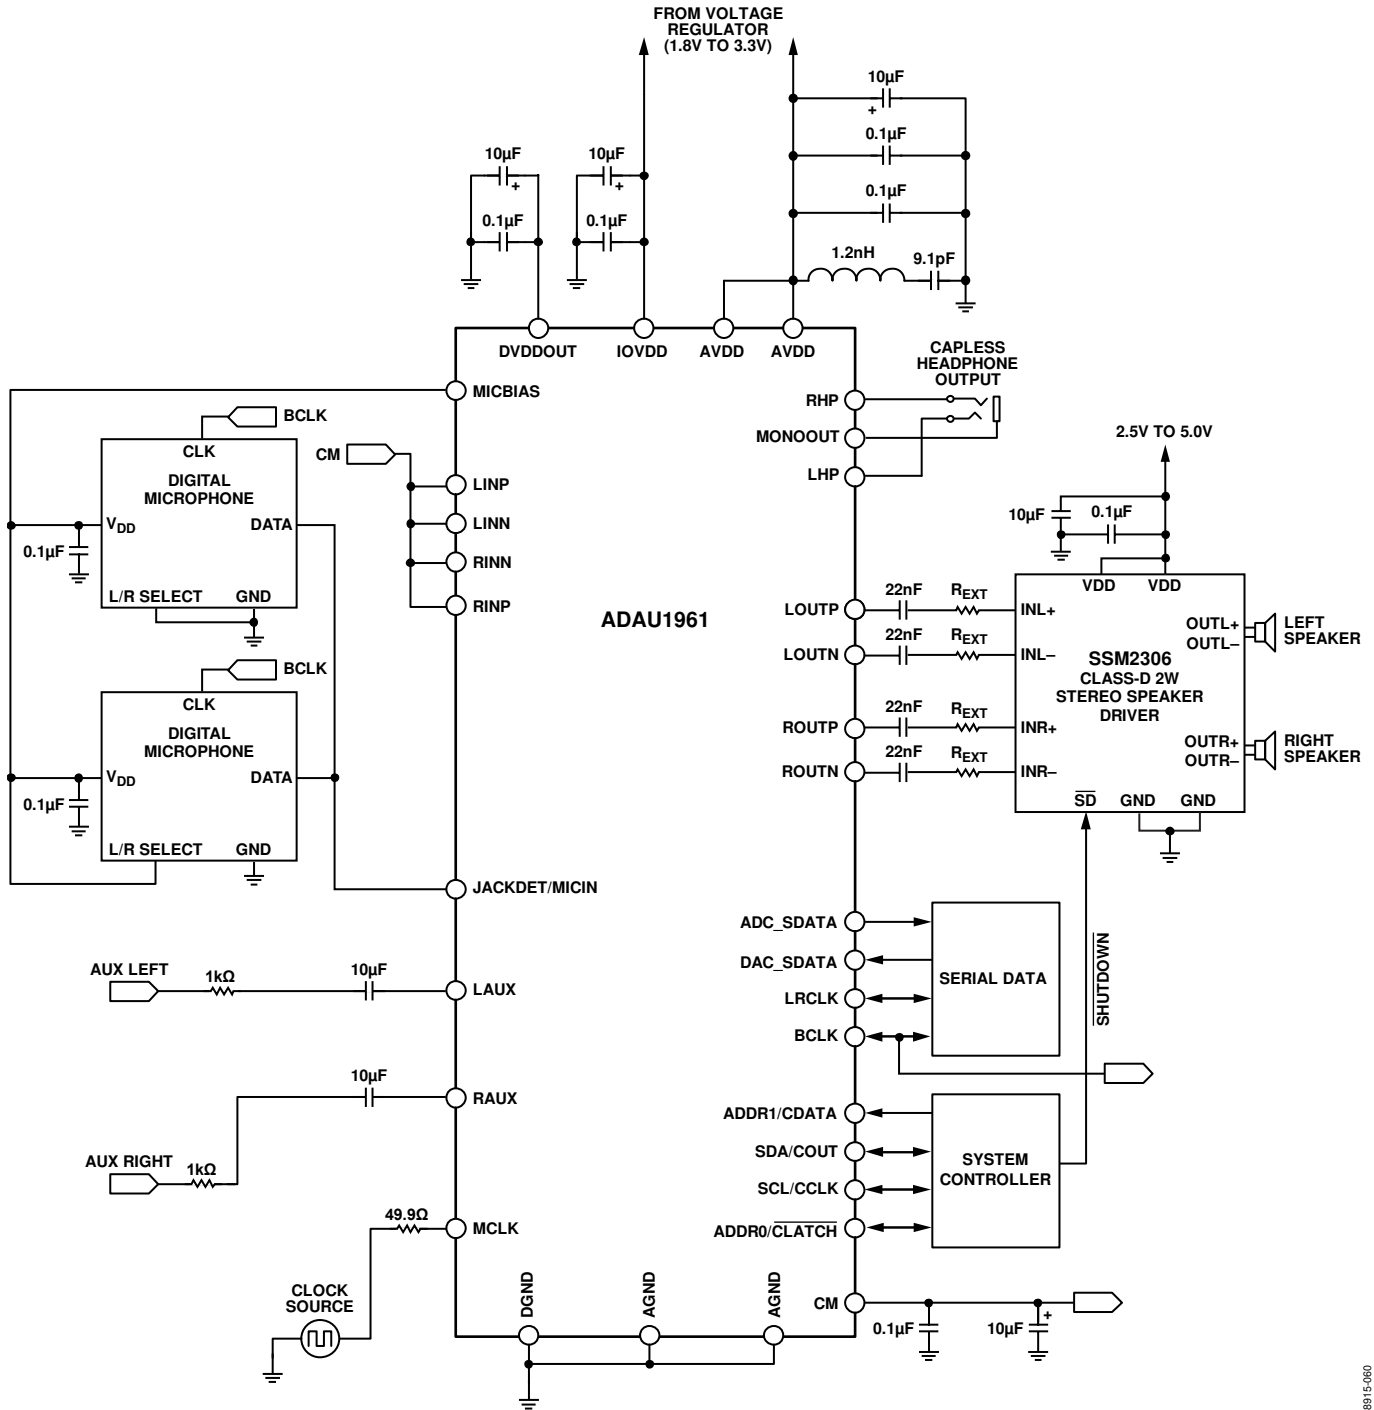 FROM VOLTAGE
REGULATOR
(1.8V TO 3.3V)
10µF
+
0.1µF
0.1µF
10µF
+
0.1µF
10µF
+
0.1µF
1.2nH
9.1pF
DVDDOUT
IOVDD
AVDD
AVDD
MICBIAS
BCLK
CLK
DIGITAL
MICROPHONE
VDD
DATA
0.1µF
L/R SELECT
GND
BCLK
CLK
DIGITAL
MICROPHONE
VDD
DATA
0.1µF
L/R SELECT
GND
CM
LINP
LINN
RINN
RINP
JACKDET/MICIN
AUX LEFT
1kΩ
10µF
LAUX
10µF
RAUX
AUX RIGHT
1kΩ
49.9Ω
MCLK
CLOCK
SOURCE
DGND
AGND
AGND
ADAU1961
CAPLESS
HEADPHONE
OUTPUT
RHP
MONOOUT
LHP
2.5V TO 5.0V
10µF
0.1µF
VDD
VDD
LOUTP
22nF
REXT
INL+
LOUTN
22nF
REXT
INL–
ROUTP
22nF
REXT
INR+
ROUTN
22nF
REXT
INR–
SSM2306
CLASS-D 2W
STEREO SPEAKER
DRIVER
OUTL+
OUTL–
LEFT
SPEAKER
OUTR+
OUTR–
RIGHT
SPEAKER
SD
GND
GND
ADC_SDATA
DAC_SDATA
LRCLK
BCLK
SERIAL DATA
SHUTDOWN
ADDR1/CDATA
SDA/COUT
SCL/CCLK
ADDR0/CLATCH
SYSTEM
CONTROLLER
CM
0.1µF
10µF
+
8915-060